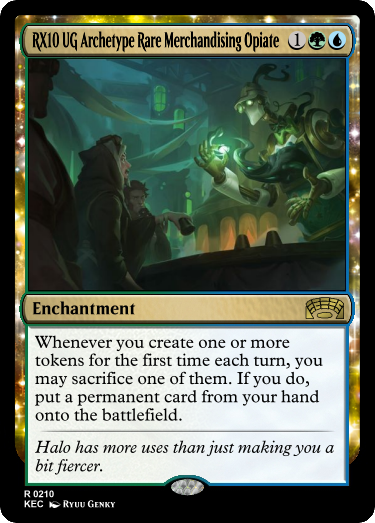 RX10 UG Archetype Rare Merchandising Opiate 1
Enchantment
Whenever you create one or more
tokens for the first time each turn, you
may sacrifice one of them. If you do,
put a permanent card from your hand
onto the battlefield.
Halo has more uses than just making you a
bit fiercer.
R 0210
KEC Ryuu Genky